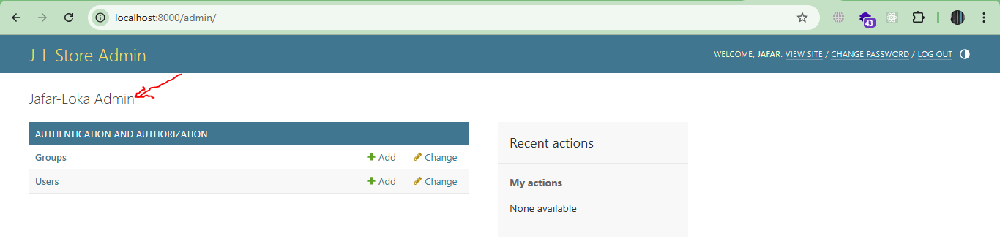 localhost:8000/admin/
43
J-L Store Admin
WELCOME, JAFAR. VIEW SITE / CHANGE PASSWORD / LOG OUT
Jafar-Loka Admin
AUTHENTICATION AND AUTHORIZATION
Groups Add Change
Users Add Change
Recent actions
My actions
None available